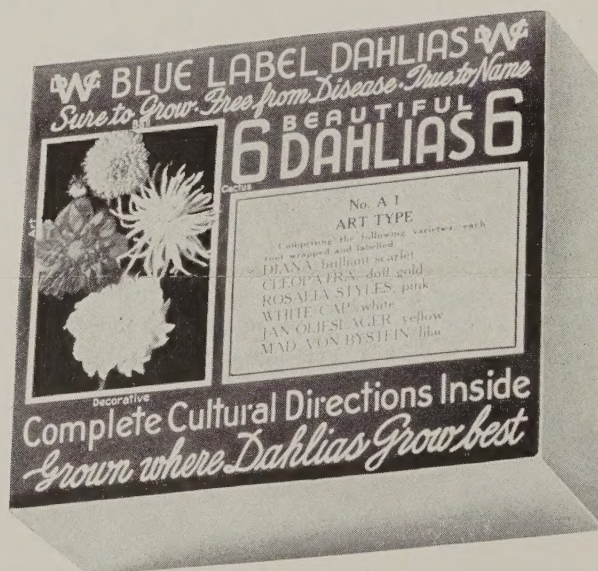 BLUE LABEL DAHLIAS
Sure to Grow · Free from Disease · True to Name
Ball
Cactus
Art
Decorative
6 BEAUTIFUL DAHLIAS 6
No. A 1
ART TYPE
Comprising the following varieties, each
root wrapped and labelled.
DIANA, brilliant scarlet
CLEOPATRA, dull gold
ROSALIA STYLES, pink
WHITE CAP, white
JAN OLIESLAGER, yellow
MAD. VON BYSTEIN, lilac
Complete Cultural Directions Inside
Grown where Dahlias Grow best